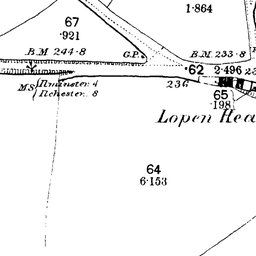 67
.921
1.864
B.M 244.8
G.P.
B.M 233.8
62
2.496
M.S.
Ilminster 4
Ilchester 8
236
65
.198
Lopen Hea
64
6.153